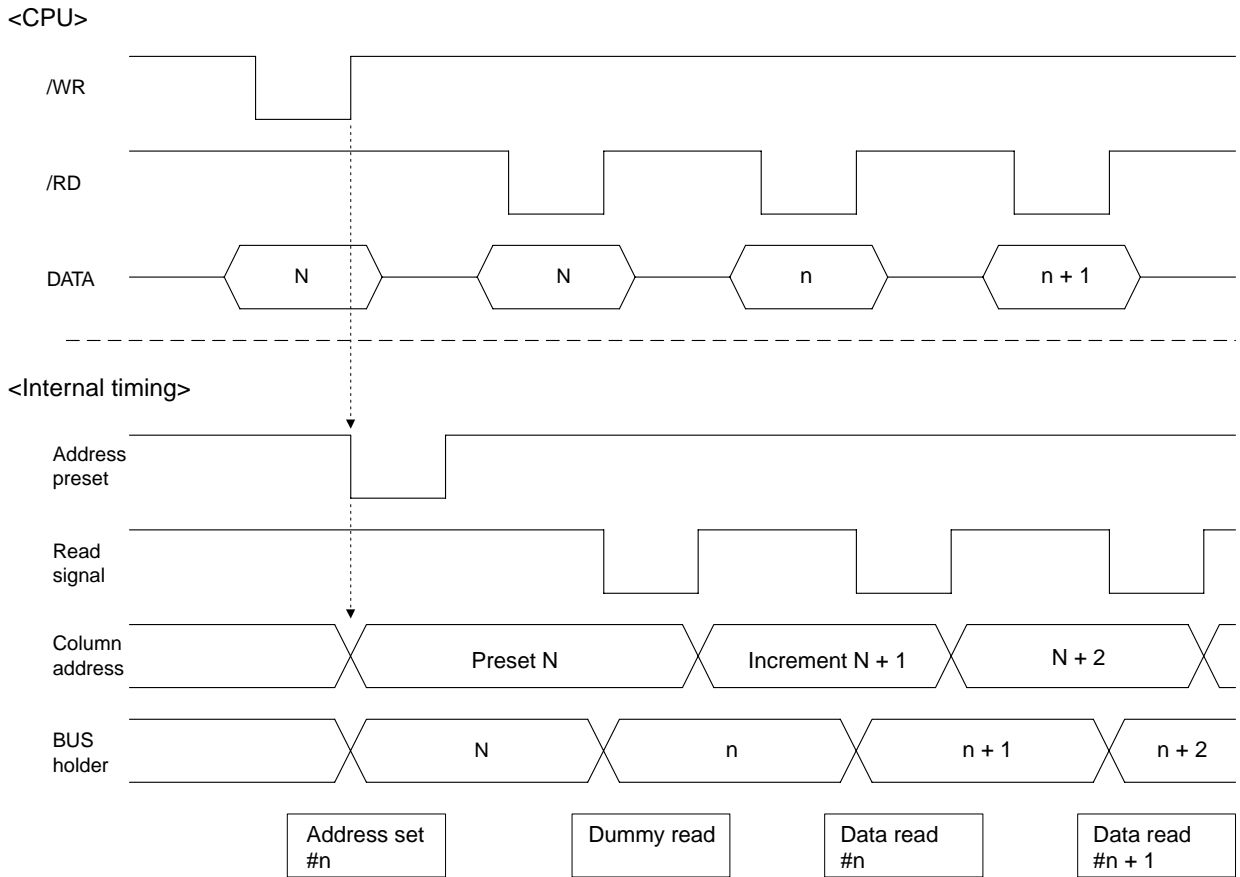 <CPU>
/WR
/RD
DATA
N
N
n
n + 1
<Internal timing>
Address
preset
Read
signal
Column
address
Preset N
Increment N + 1
N + 2
BUS
holder
N
n
n + 1
n + 2
Address set
#n
Dummy read
Data read
#n
Data read
#n + 1